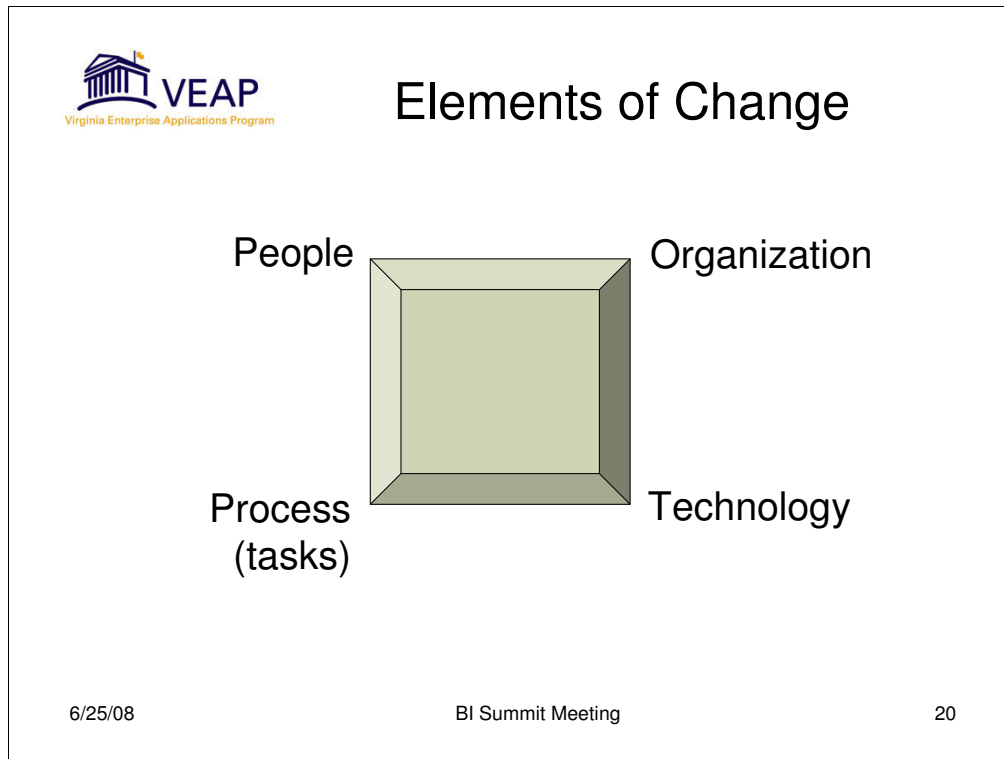 VEAP
Virginia Enterprise Applications Program
Elements of Change
People
Organization
Process
(tasks)
Technology
6/25/08
BI Summit Meeting
20